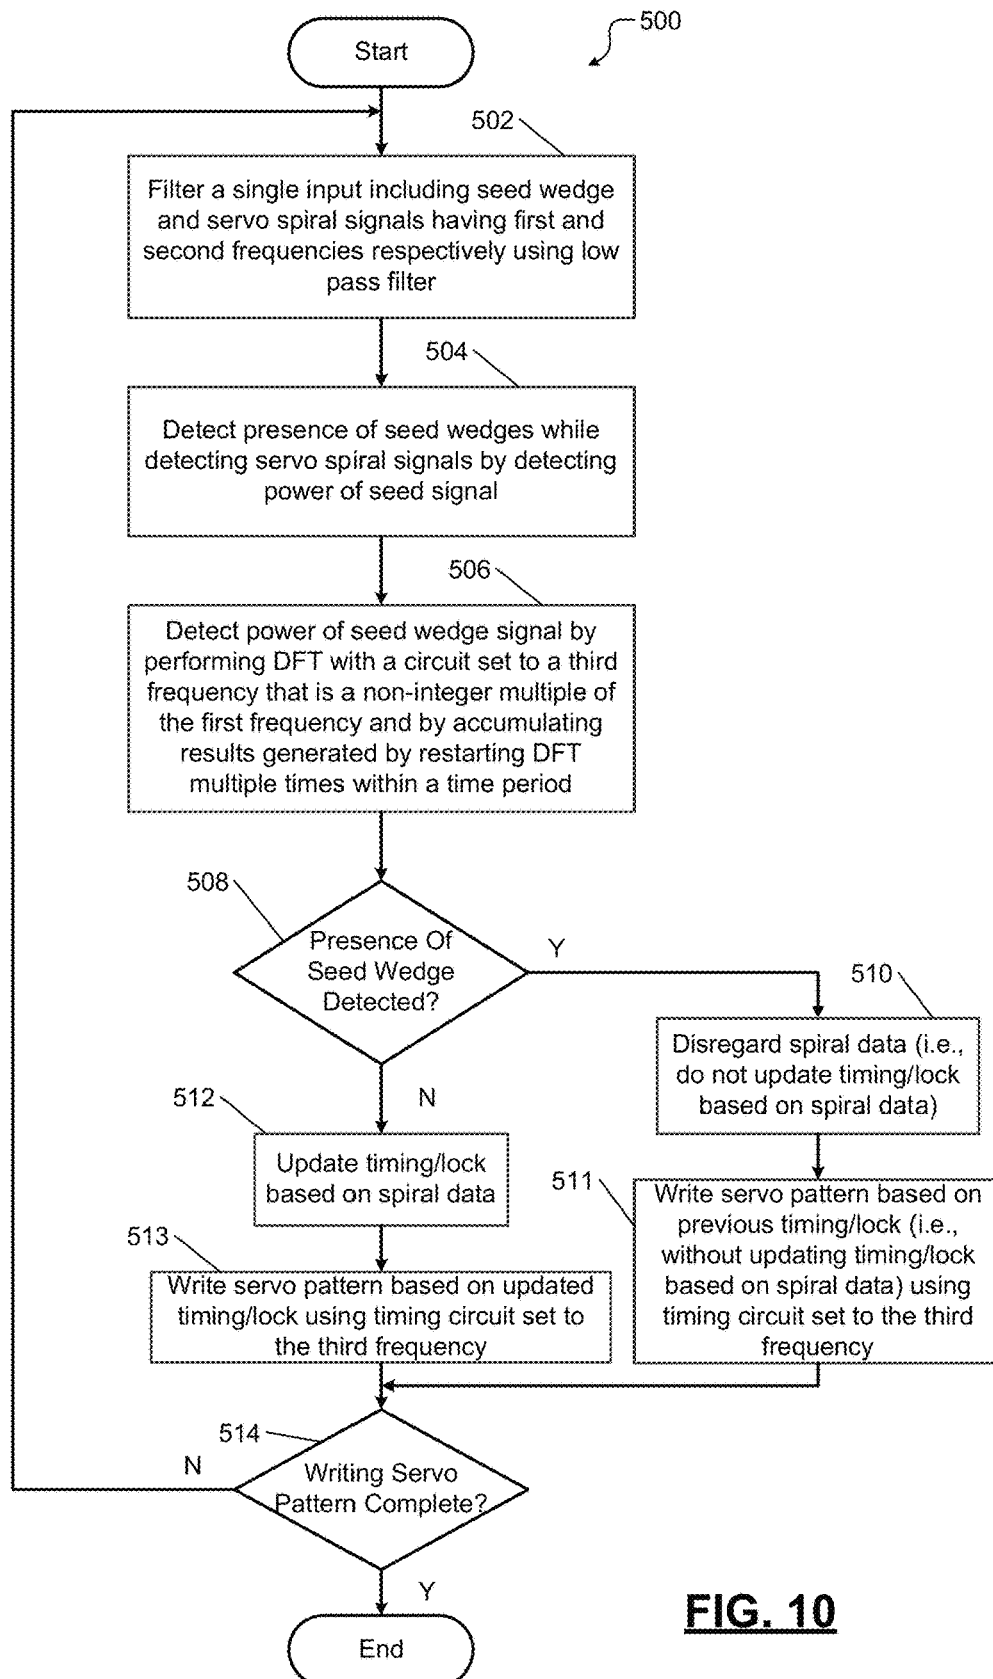 500
Start
502
Filter a single input including seed wedge
and servo spiral signals having first and
second frequencies respectively using low
pass filter
504
Detect presence of seed wedges while
detecting servo spiral signals by detecting
power of seed signal
506
Detect power of seed wedge signal by
performing DFT with a circuit set to a third
frequency that is a non-integer multiple of
the first frequency and by accumulating
results generated by restarting DFT
multiple times within a time period
508
Presence Of
Seed Wedge
Detected?
Y
N
510
Disregard spiral data (i.e.,
do not update timing/lock
based on spiral data)
512
Update timing/lock
based on spiral data
511
Write servo pattern based on
previous timing/lock (i.e.,
without updating timing/lock
based on spiral data) using
timing circuit set to the third
frequency
513
Write servo pattern based on updated
timing/lock using timing circuit set to
the third frequency
514
N
Writing Servo
Pattern Complete?
Y
End
FIG. 10